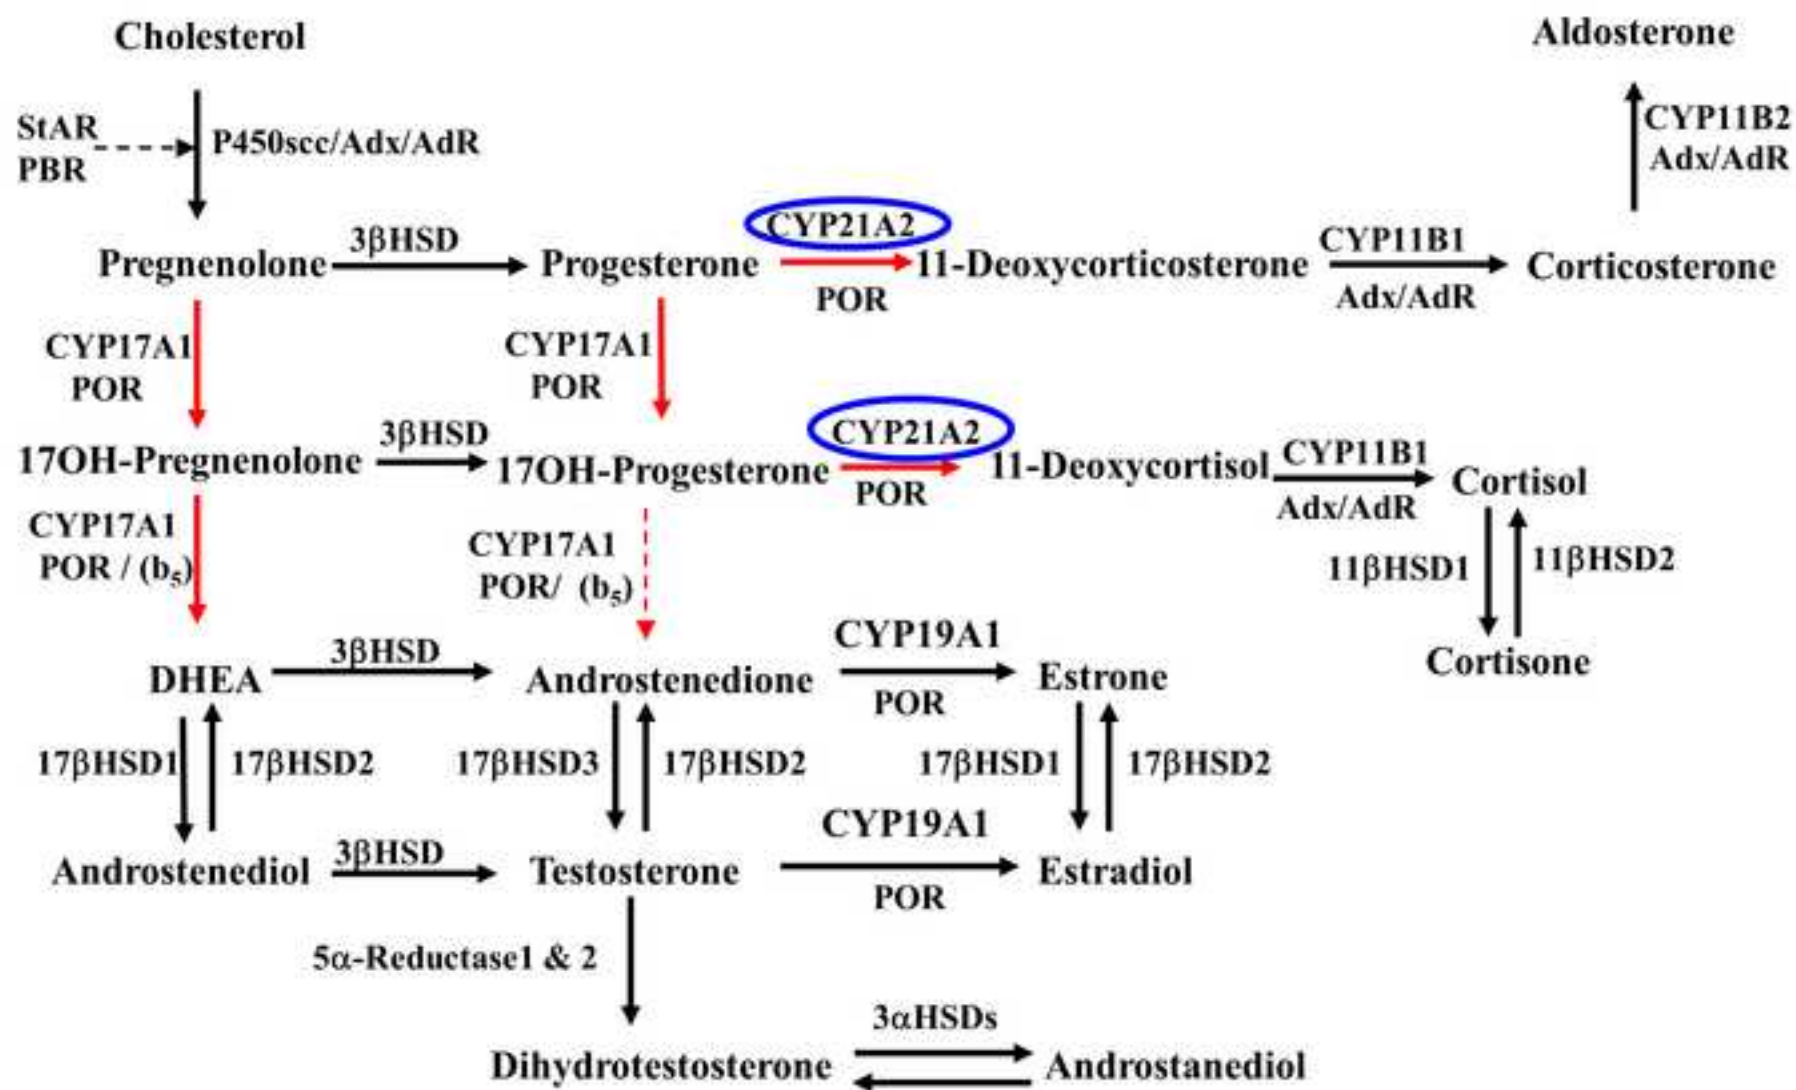 Cholesterol
Aldosterone
StAR
PBR
P450scc/Adx/AdR
CYP11B2
Adx/AdR
Pregnenolone
3βHSD
Progesterone
CYP21A2
POR
11-Deoxycorticosterone
CYP11B1
Adx/AdR
Corticosterone
CYP17A1
POR
CYP17A1
POR
17OH-Pregnenolone
3βHSD
17OH-Progesterone
CYP21A2
POR
11-Deoxycortisol
CYP11B1
Adx/AdR
Cortisol
CYP17A1
POR / (b₅)
CYP17A1
POR/ (b₅)
11βHSD1
11βHSD2
Cortisone
DHEA
3βHSD
Androstenedione
CYP19A1
POR
Estrone
17βHSD1
17βHSD2
17βHSD3
17βHSD2
17βHSD1
17βHSD2
Androstenediol
3βHSD
Testosterone
CYP19A1
POR
Estradiol
5α-Reductase1 & 2
Dihydrotestosterone
3αHSDs
Androstanediol